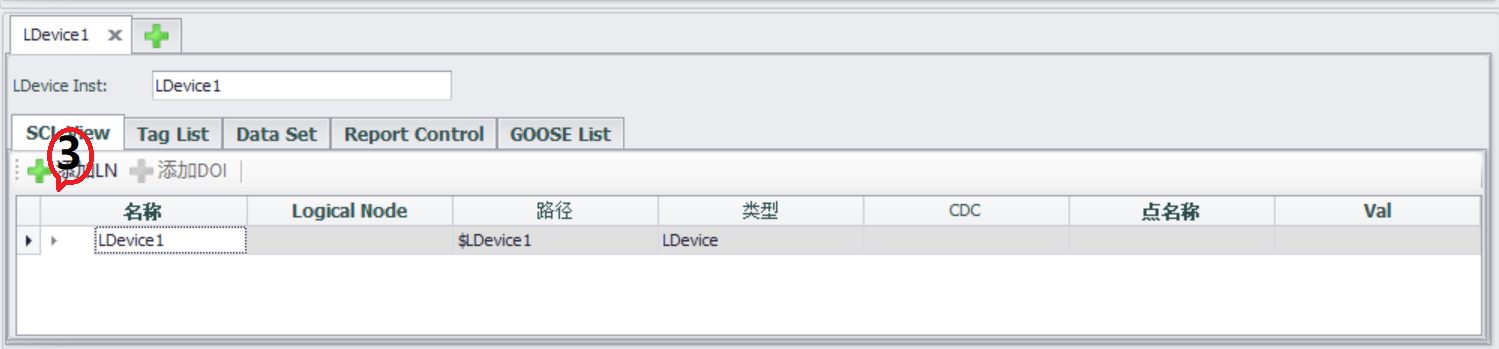 LDevice1
LDevice Inst: LDevice1
SCL View Tag List Data Set Report Control GOOSE List
3
添加LN 添加DOI
名称 Logical Node 路径 类型 CDC 点名称 Val
LDevice1 $LDevice1 LDevice